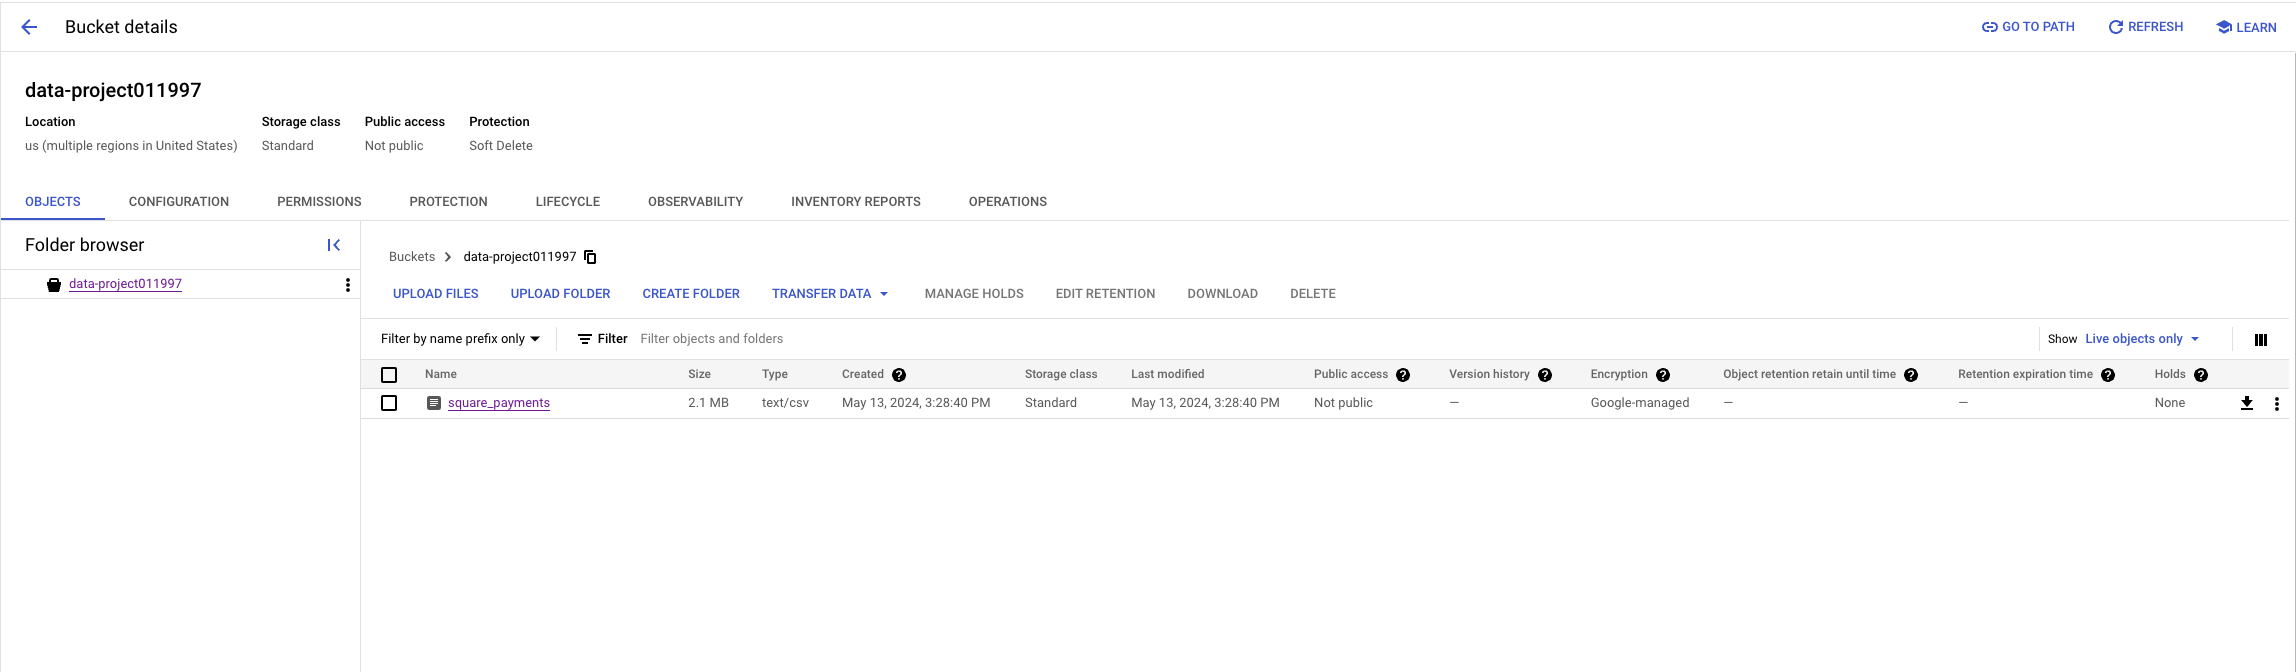 Bucket details
GO TO PATH REFRESH LEARN
data-project011997
Location Storage class Public access Protection
us (multiple regions in United States) Standard Not public Soft Delete
OBJECTS CONFIGURATION PERMISSIONS PROTECTION LIFECYCLE OBSERVABILITY INVENTORY REPORTS OPERATIONS
Folder browser
data-project011997
Buckets > data-project011997
UPLOAD FILES UPLOAD FOLDER CREATE FOLDER TRANSFER DATA MANAGE HOLDS EDIT RETENTION DOWNLOAD DELETE
Filter by name prefix only Filter Filter objects and folders Show Live objects only
Name Size Type Created ? Storage class Last modified Public access ? Version history ? Encryption ? Object retention retain until time ? Retention expiration time ? Holds ?
square_payments 2.1 MB text/csv May 13, 2024, 3:28:40 PM Standard May 13, 2024, 3:28:40 PM Not public — Google-managed — — None